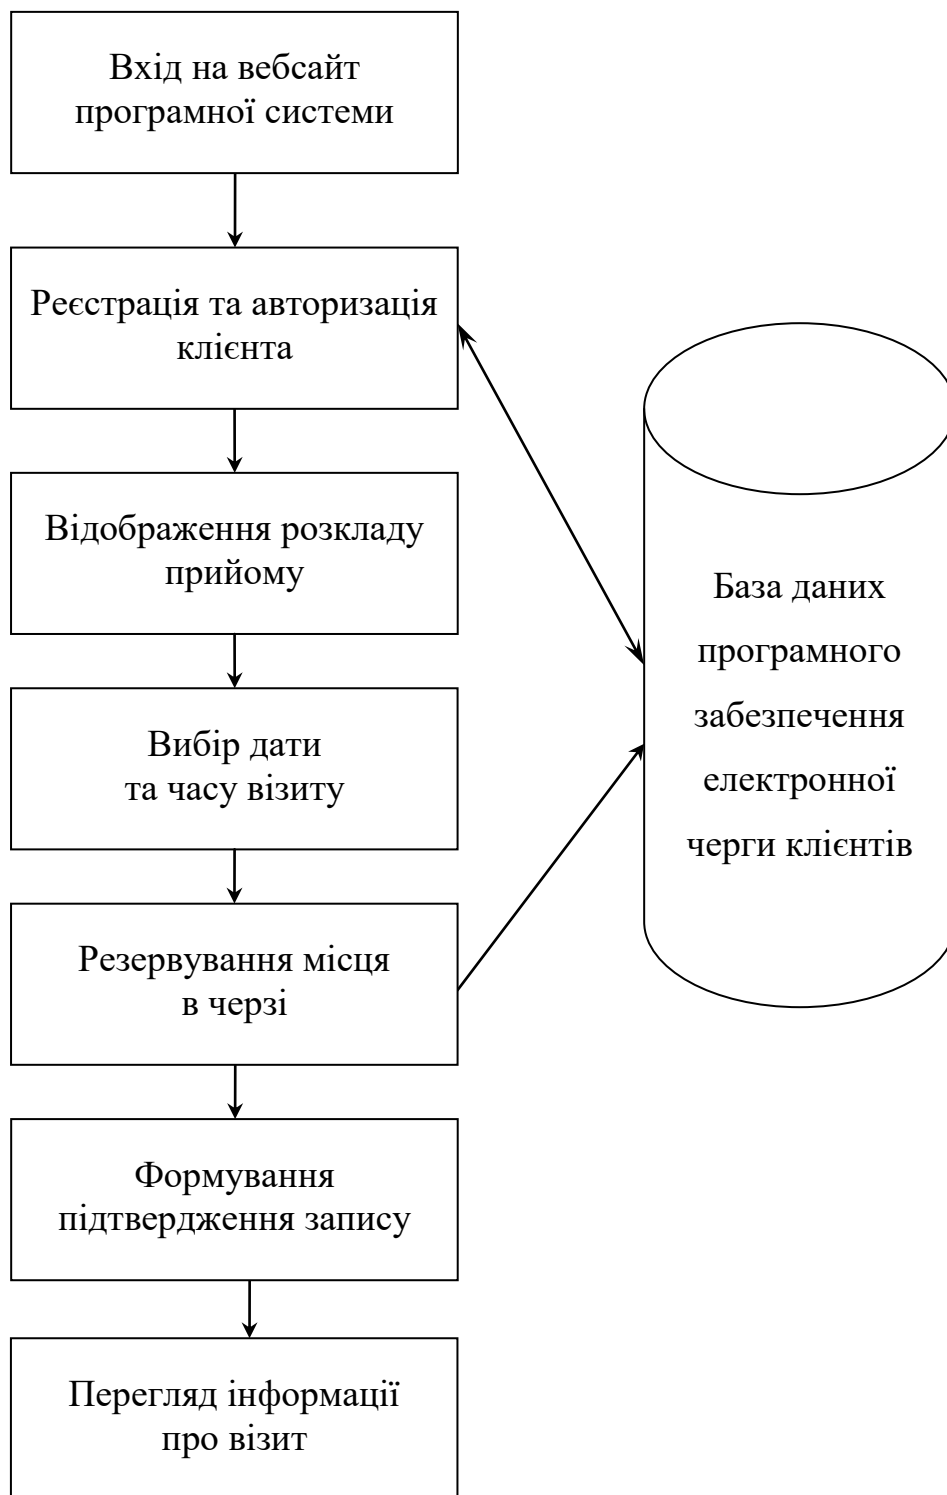 Вхід на вебсайт
програмної системи
Реєстрація та авторизація
клієнта
Відображення розкладу
прийому
Вибір дати
та часу візиту
Резервування місця
в черзі
Формування
підтвердження запису
Перегляд інформації
про візит
База даних
програмного
забезпечення
електронної
черги клієнтів